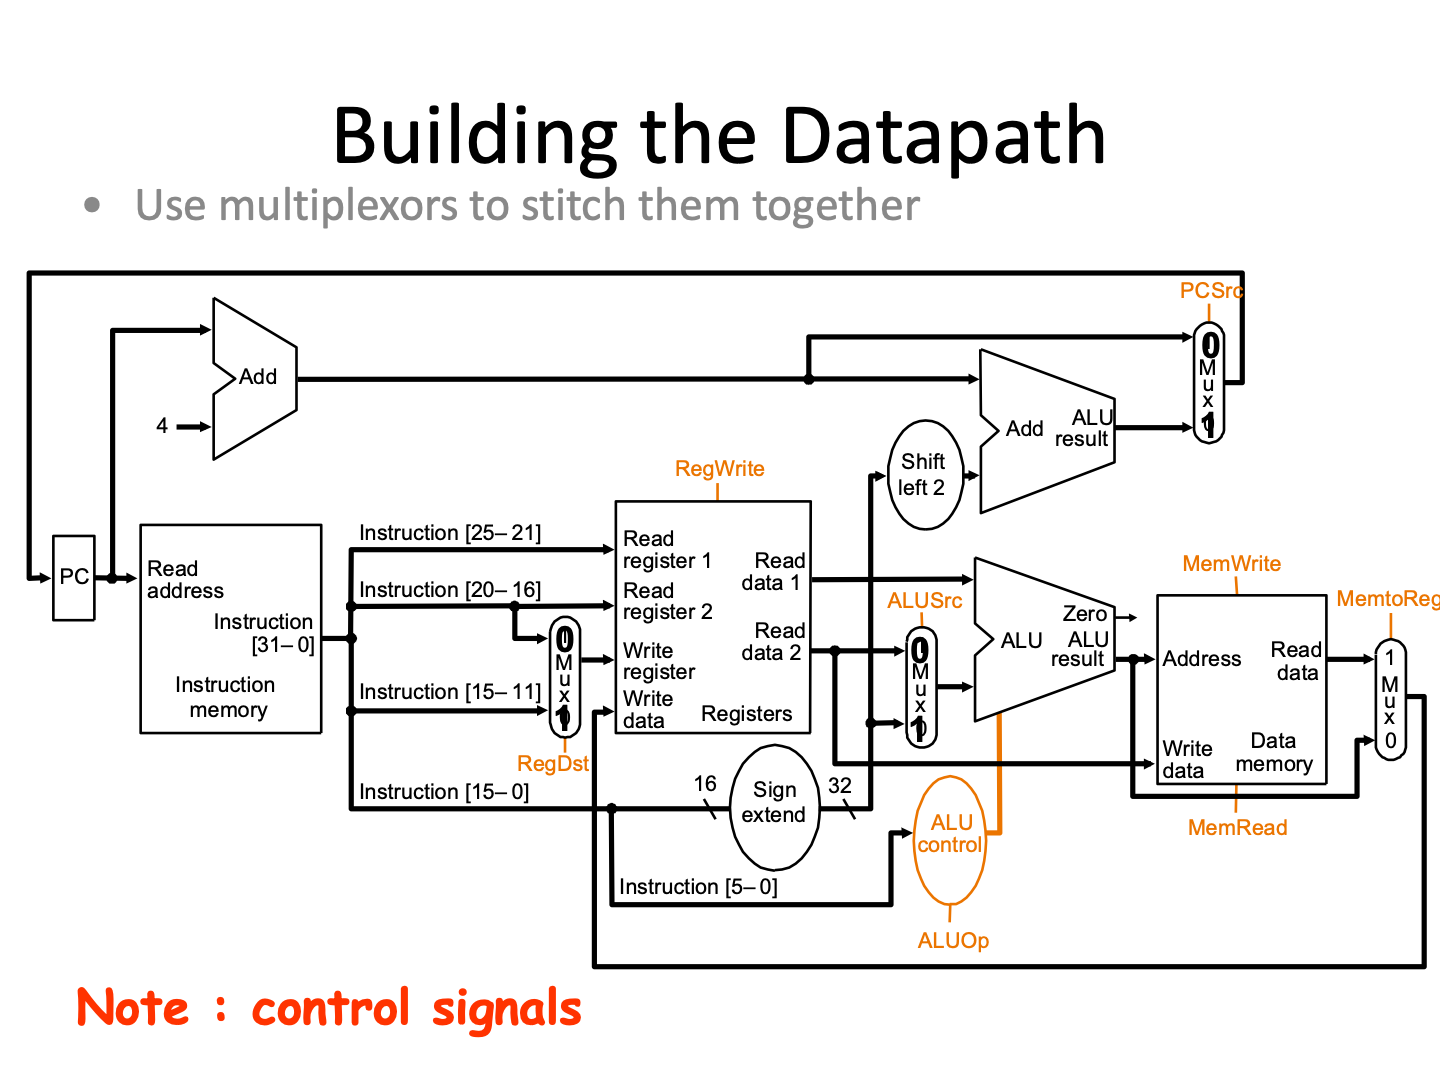 Building the Datapath
• Use multiplexors to stitch them together
PCSrc
0
M
u
x
1
Add
4
Add
ALU
result
Shift
left 2
RegWrite
PC
Read
address
Instruction
[31–0]
Instruction
memory
Instruction [25–21]
Instruction [20–16]
Instruction [15–11]
Instruction [15–0]
0
M
u
x
1
RegDst
Read
register 1
Read
register 2
Write
register
Write
data
Read
data 1
Read
data 2
Registers
ALUSrc
0
M
u
x
1
Zero
ALU
ALU
result
MemWrite
Address
Read
data
Write
data
Data
memory
MemRead
MemtoReg
1
M
u
x
0
16
Sign
extend
32
ALU
control
Instruction [5–0]
ALUOp
Note : control signals